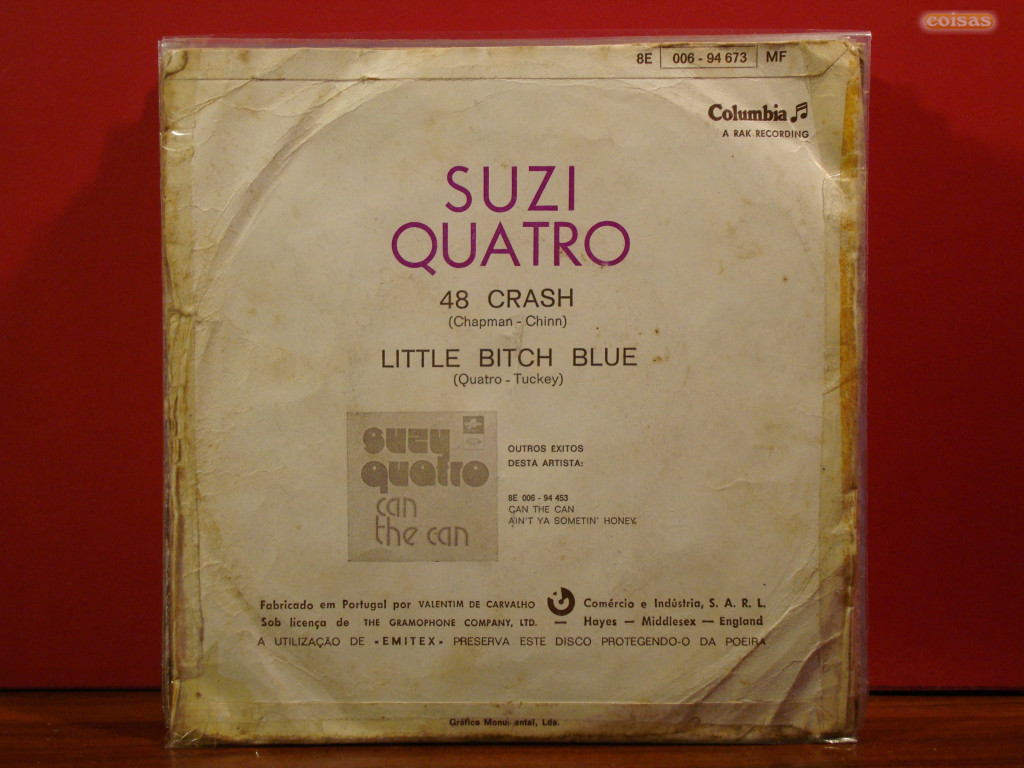 coisas
8E 006 - 94 673 MF
Columbia
A RAK RECORDING
SUZI
QUATRO
48 CRASH
(Chapman - Chinn)
LITTLE BITCH BLUE
(Quatro - Tuckey)
suzy
quatro
can
the can
OUTROS ÊXITOS
DESTA ARTISTA:
8E 006 - 94 453
CAN THE CAN
AIN'T YA SOMETIN' HONEY.
Fabricado em Portugal por VALENTIM DE CARVALHO Comércio e Indústria, S. A. R. L.
Sob licença de THE GRAMOPHONE COMPANY, LTD. — Hayes — Middlesex — England
A UTILIZAÇÃO DE «EMITEX» PRESERVA ESTE DISCO PROTEGENDO-O DA POEIRA
Gráfica Monumental, Lda.